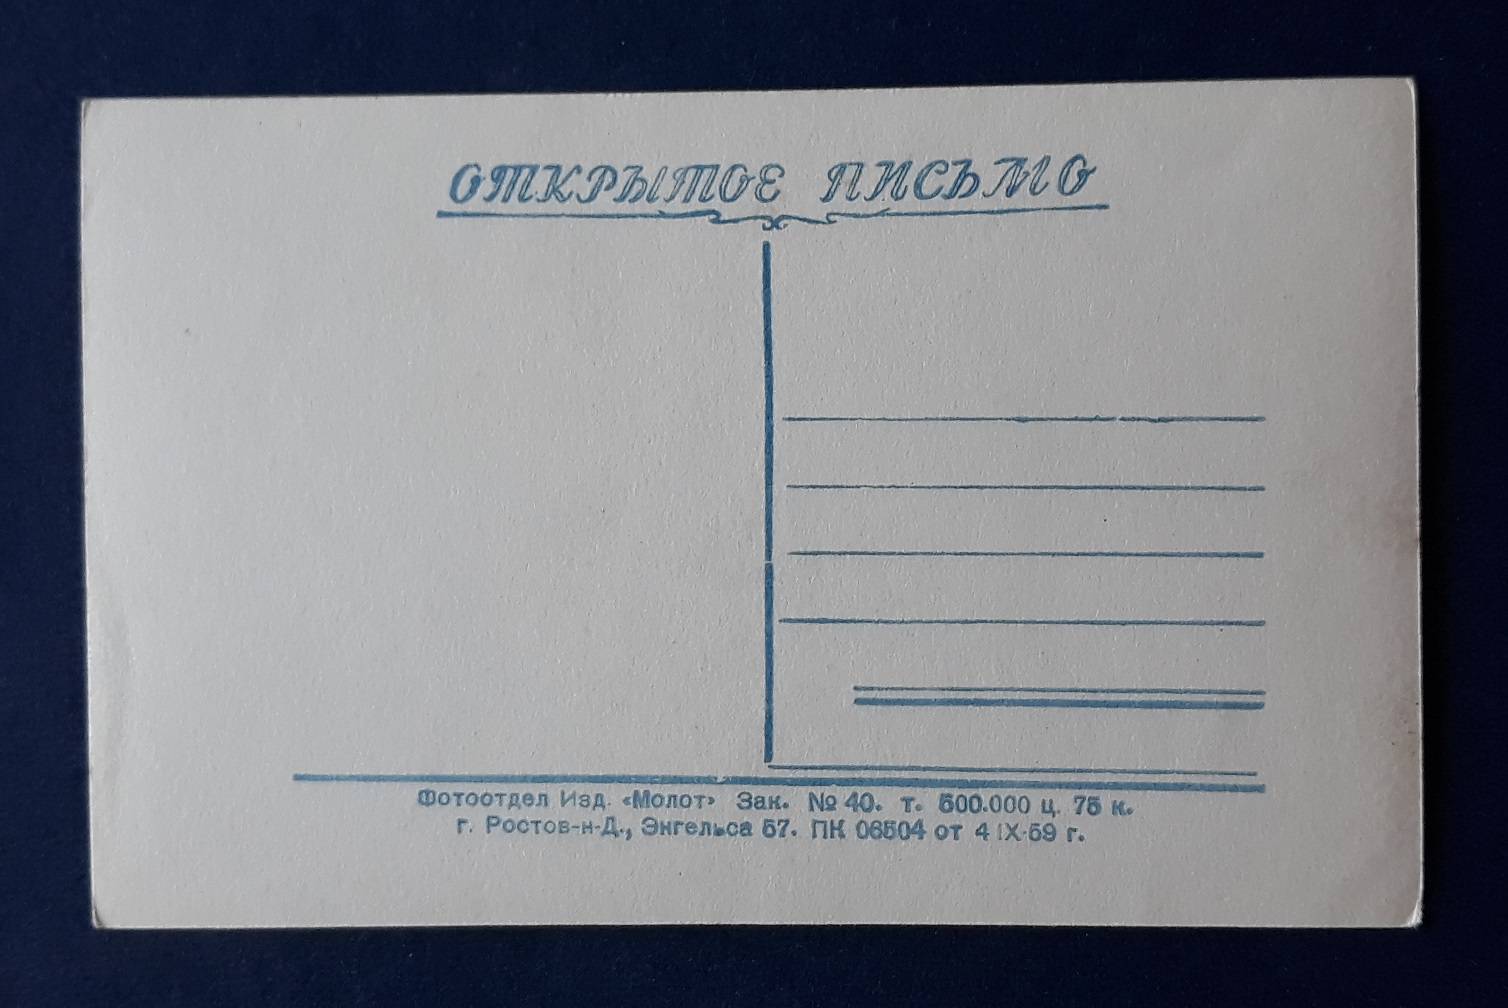 ОТКРЫТОЕ ПИСЬМО
Фотоотдел Изд. «Молот» Зак. № 40. т. 500.000 ц. 75 к.
г. Ростов-н-Д., Энгельса 57. ПК 06504 от 4 IX-59 г.